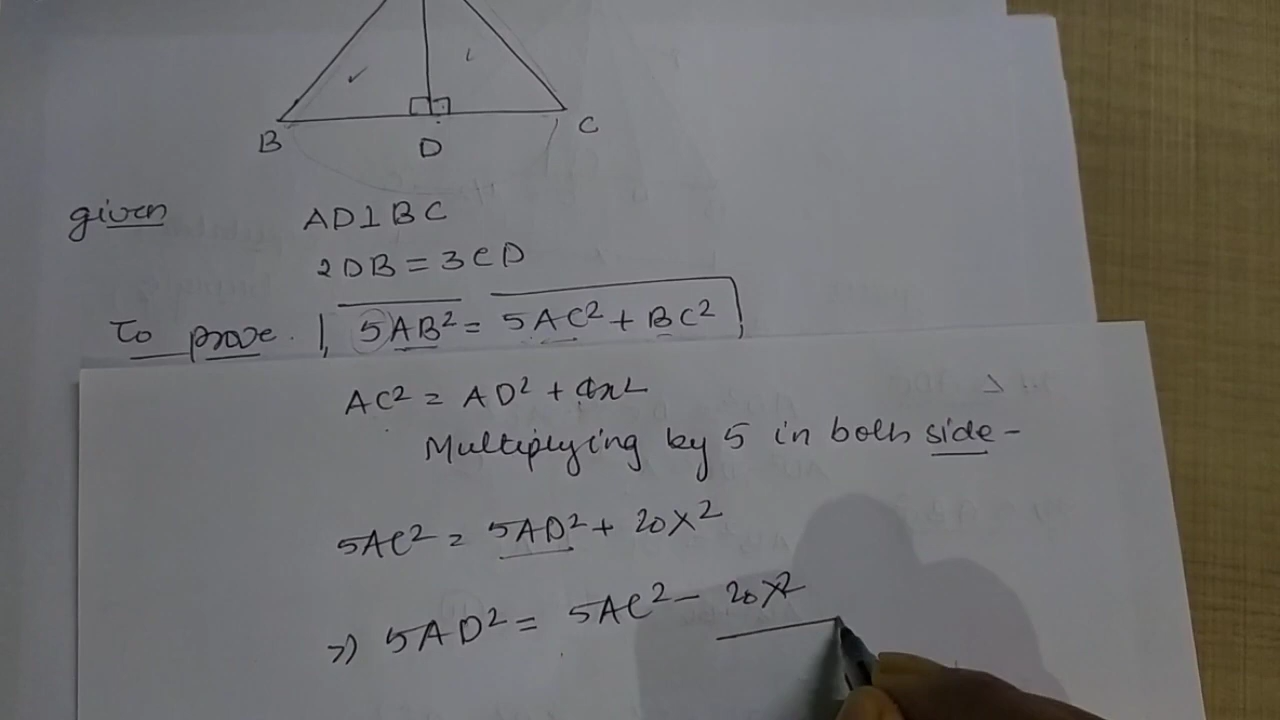 B D C
given AD⊥BC
2DB = 3CD
To prove. 5AB² = 5AC² + BC²
AC² = AD² + 4x²
Multiplying by 5 in both side -
5AC² = 5AD² + 20x²
=) 5AD² = 5AC² - 20x²